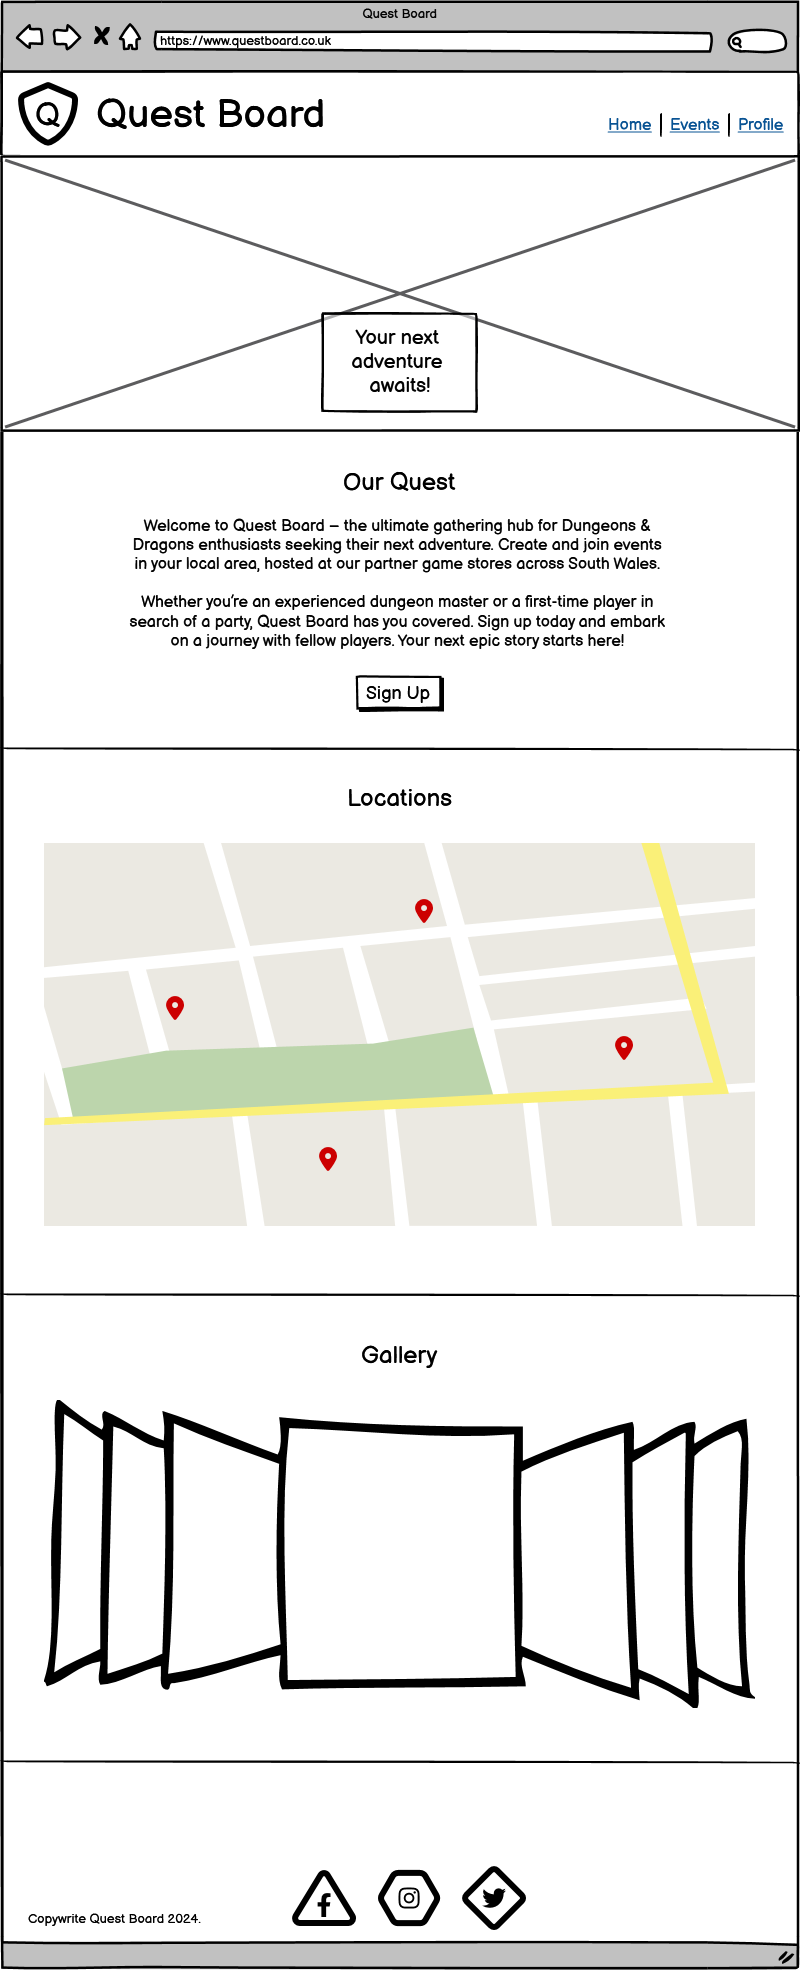 Quest Board
https://www.questboard.co.uk
Q
Quest Board
Home
Events
Profile
Your next
adventure
awaits!
Our Quest
Welcome to Quest Board – the ultimate gathering hub for Dungeons &
Dragons enthusiasts seeking their next adventure. Create and join events
in your local area, hosted at our partner game stores across South Wales.
Whether you're an experienced dungeon master or a first-time player in
search of a party, Quest Board has you covered. Sign up today and embark
on a journey with fellow players. Your next epic story starts here!
Sign Up
Locations
Gallery
Copywrite Quest Board 2024.